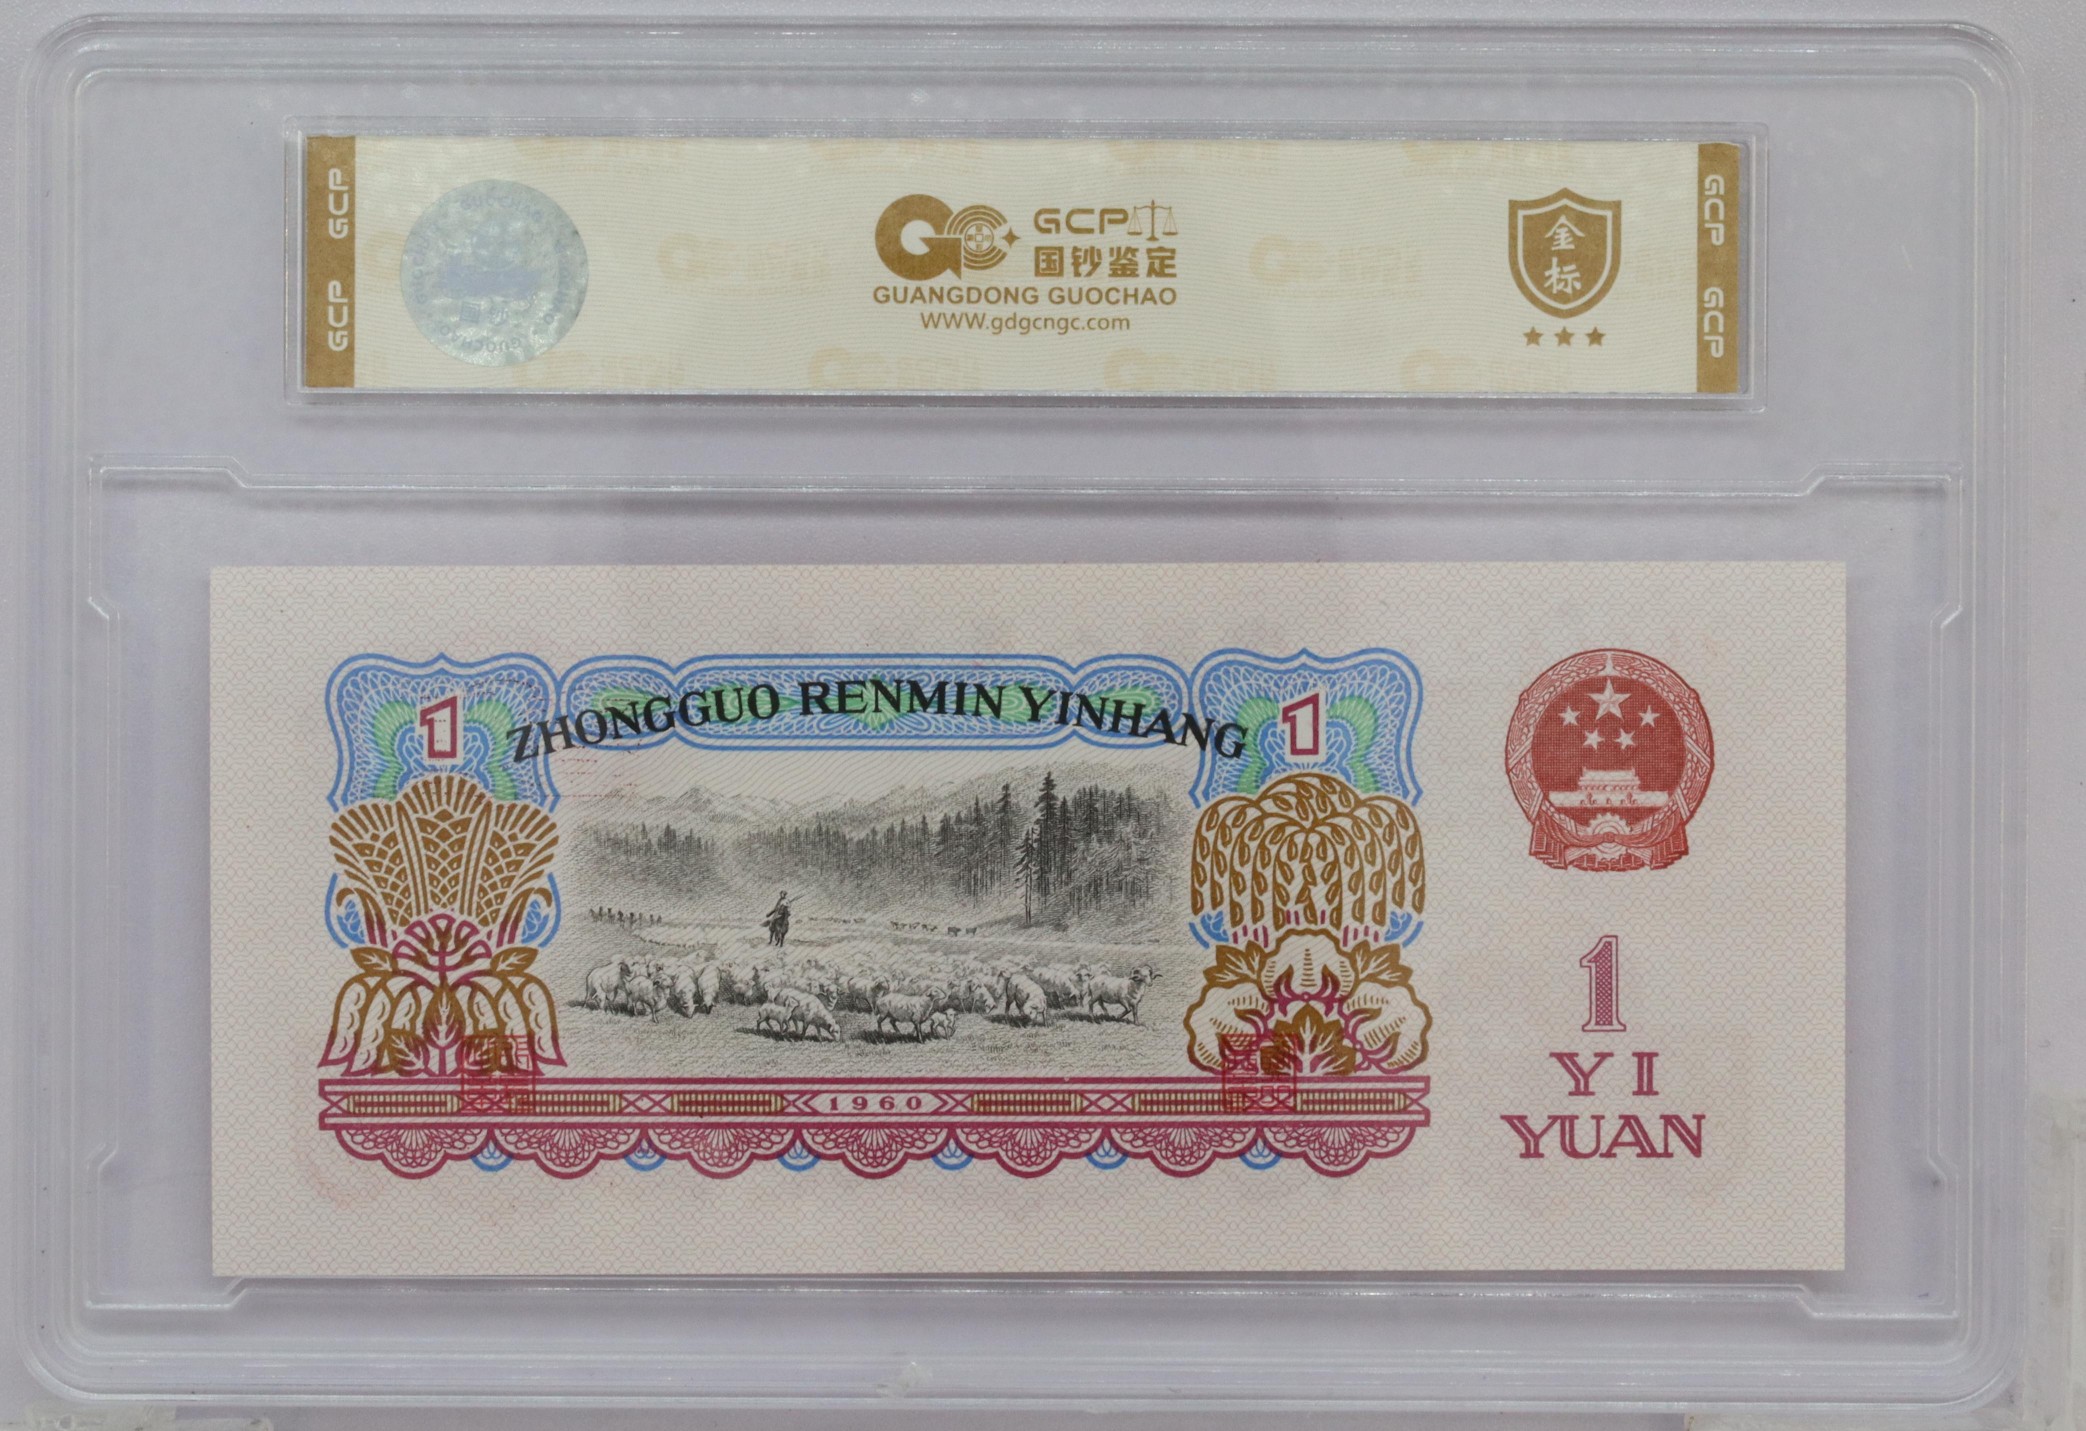 GCP GCP
GCP
国钞鉴定
GUANGDONG GUOCHAO
WWW.gdgcngc.com
金标
GCP GCP
1
ZHONGGUO RENMIN YINHANG
1
1960
1
YI
YUAN